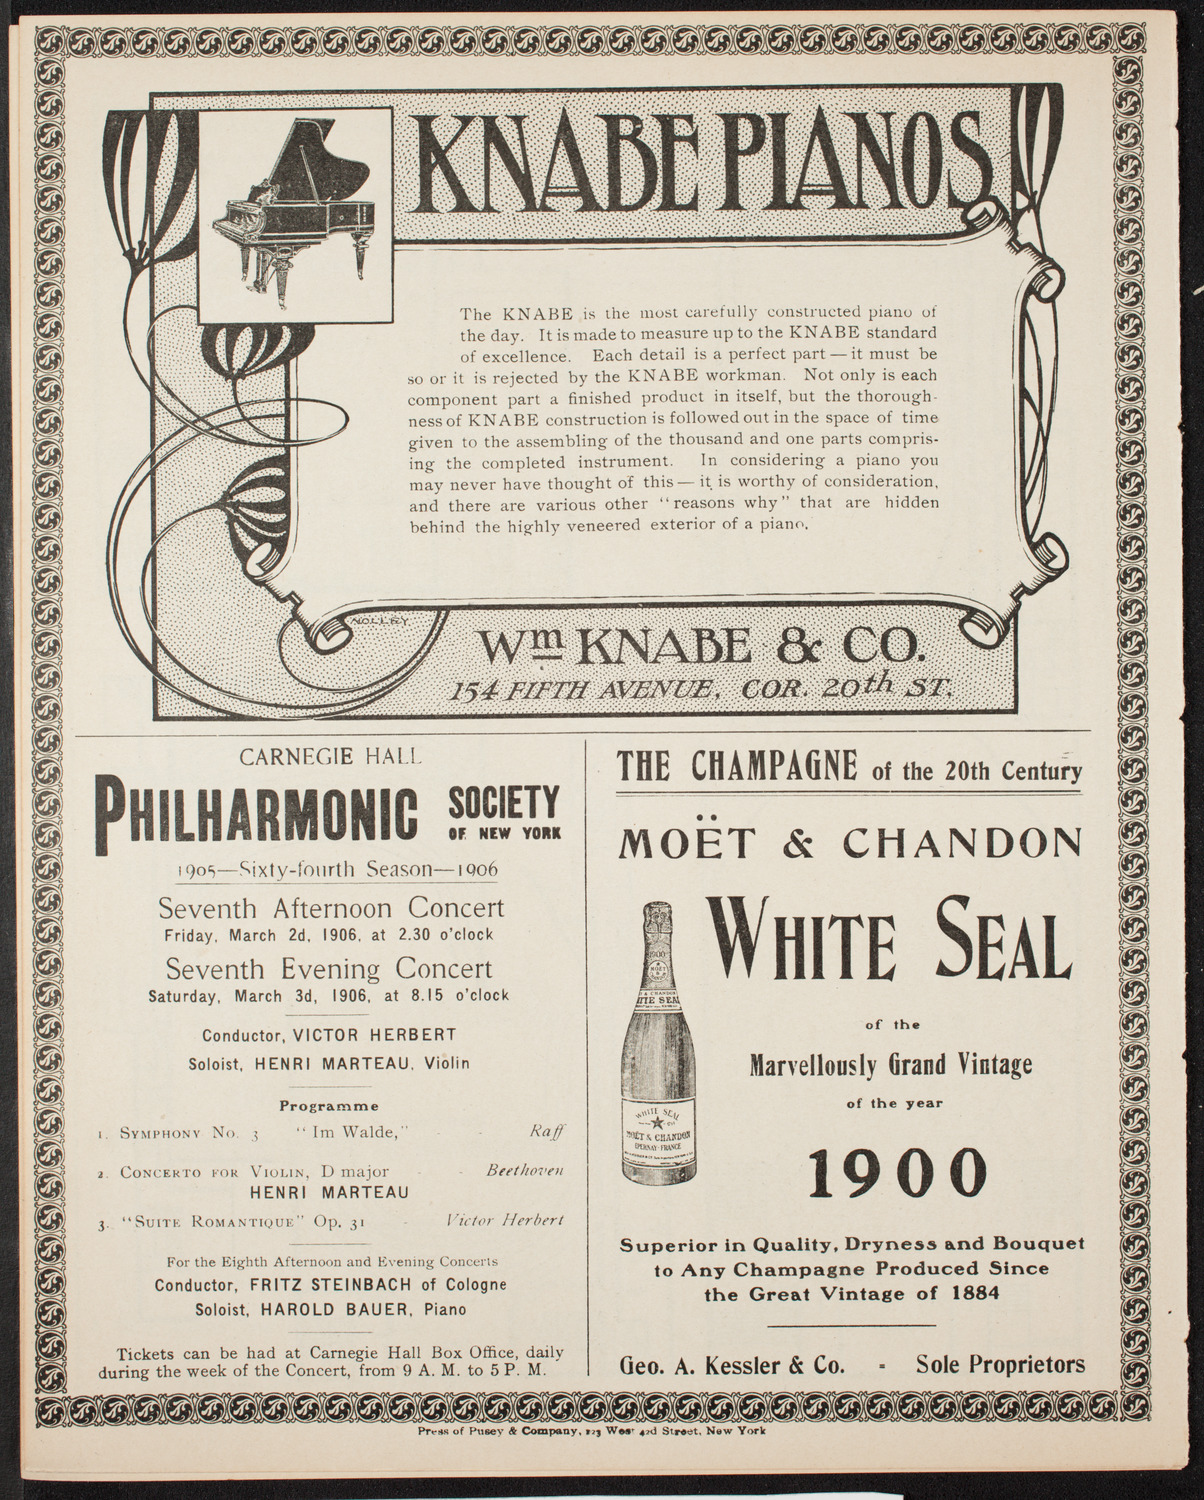 KNABE PIANOS
The KNABE is the most carefully constructed piano of
the day. It is made to measure up to the KNABE standard
of excellence. Each detail is a perfect part — it must be
so or it is rejected by the KNABE workman. Not only is each
component part a finished product in itself, but the thorough-
ness of KNABE construction is followed out in the space of time
given to the assembling of the thousand and one parts compris-
ing the completed instrument. In considering a piano you
may never have thought of this — it is worthy of consideration,
and there are various other "reasons why" that are hidden
behind the highly veneered exterior of a piano.
NOLLEY
Wm KNABE & CO.
154 FIFTH AVENUE, COR. 20th ST.
CARNEGIE HALL
PHILHARMONIC SOCIETY
OF NEW YORK
1905—Sixty-fourth Season—1906
Seventh Afternoon Concert
Friday, March 2d, 1906, at 2.30 o'clock
Seventh Evening Concert
Saturday, March 3d, 1906, at 8.15 o'clock
Conductor, VICTOR HERBERT
Soloist, HENRI MARTEAU, Violin
Programme
1. SYMPHONY No. 3 "Im Walde," - Raff
2. CONCERTO FOR VIOLIN, D major - - Beethoven
HENRI MARTEAU
3. "SUITE ROMANTIQUE" Op. 31 - Victor Herbert
For the Eighth Afternoon and Evening Concerts
Conductor, FRITZ STEINBACH of Cologne
Soloist, HAROLD BAUER, Piano
Tickets can be had at Carnegie Hall Box Office, daily
during the week of the Concert, from 9 A. M. to 5 P. M.
THE CHAMPAGNE of the 20th Century
MOËT & CHANDON
WHITE SEAL
of the
Marvellously Grand Vintage
of the year
1900
1900
MOËT
& CHANDON
ITE SEAL
WHITE SEAL
MOËT & CHANDON
EPERNAY-FRANCE
Superior in Quality, Dryness and Bouquet
to Any Champagne Produced Since
the Great Vintage of 1884
Geo. A. Kessler & Co. - Sole Proprietors
Press of Pusey & Company, 123 West 42d Street, New York